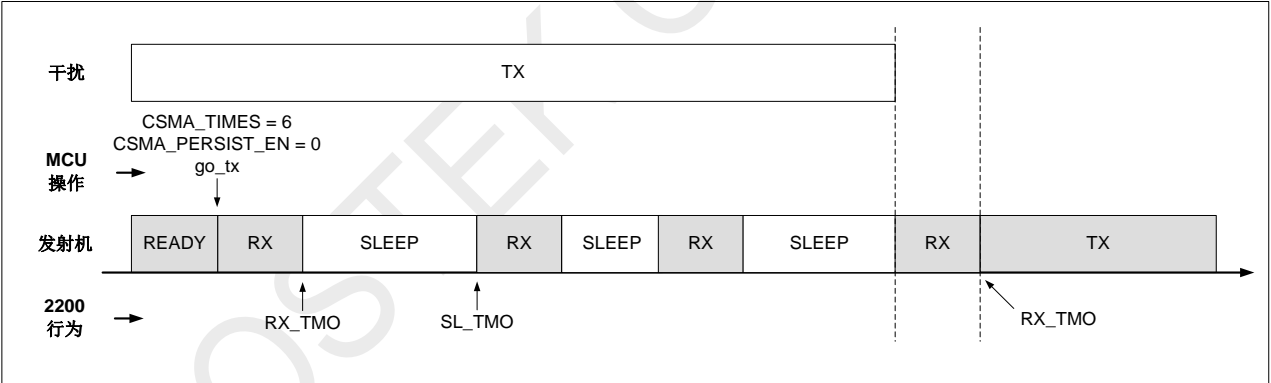 干扰
TX
CSMA_TIMES = 6
CSMA_PERSIST_EN = 0
go_tx
MCU
操作
发射机
READY RX SLEEP RX SLEEP RX SLEEP RX TX
2200
行为
RX_TMO SL_TMO RX_TMO